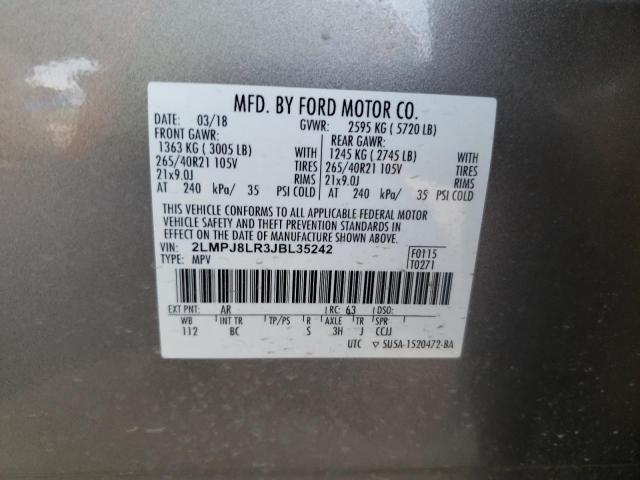 MFD. BY FORD MOTOR CO.
DATE: 03/18 GVWR: 2595 KG ( 5720 LB)
FRONT GAWR: REAR GAWR:
1363 KG ( 3005 LB) WITH 1245 KG ( 2745 LB) WITH
265/40R21 105V TIRES 265/40R21 105V TIRES
21x9.0J RIMS 21x9.0J RIMS
AT 240 kPa/ 35 PSI COLD AT 240 kPa/ 35 PSI COLD
THIS VEHICLE CONFORMS TO ALL APPLICABLE FEDERAL MOTOR
VEHICLE SAFETY AND THEFT PREVENTION STANDARDS IN
EFFECT ON THE DATE OF MANUFACTURE SHOWN ABOVE.
VIN: 2LMPJ8LR3JBL35242 F0115
TYPE: MPV T0271
EXT PNT: AR RC: 63 DSO:
WB INT TR TP/PS R AXLE TR SPR
112 BC S 3H J CCJJ
UTC ▽ 5U5A-1520472-BA